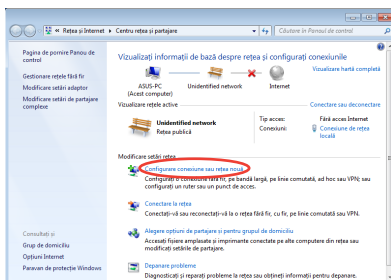 « Rețea și Internet ▸ Centru rețea și partajare
Căutare în Panoul de control
Pagina de pornire Panou de
control
Gestionare rețele fără fir
Modificare setări adaptor
Modificare setări de partajare
complexe
Vizualizați informații de bază despre rețea și configurați conexiunile
Vizualizare hartă completă
ASUS-PC
(Acest computer)
Unidentified network
Internet
Vizualizare rețele active
Conectare sau deconectare
Unidentified network
Rețea publică
Tip acces: Fără acces Internet
Conexiuni: Conexiune de rețea
locală
Modificare setări rețea
Configurare conexiune sau rețea nouă
Configurați o conexiune fără fir, pe bandă largă, pe linie comutată, ad hoc sau VPN; sau
configurați un ruter sau un punct de acces.
Conectare la rețea
Conectați-vă sau reconectați-vă la o rețea fără fir, cu fir, pe linie comutată sau VPN.
Alegere opțiuni de partajare și pentru grupul de domiciliu
Accesați fișiere amplasate și imprimante conectate pe alte computere din rețea sau
modificați setările de partajare.
Depanare probleme
Diagnosticați și reparați probleme la rețea sau obțineți informații pentru depanare.
Consultați și
Grup de domiciliu
Opțiuni Internet
Paravan de protecție Windows